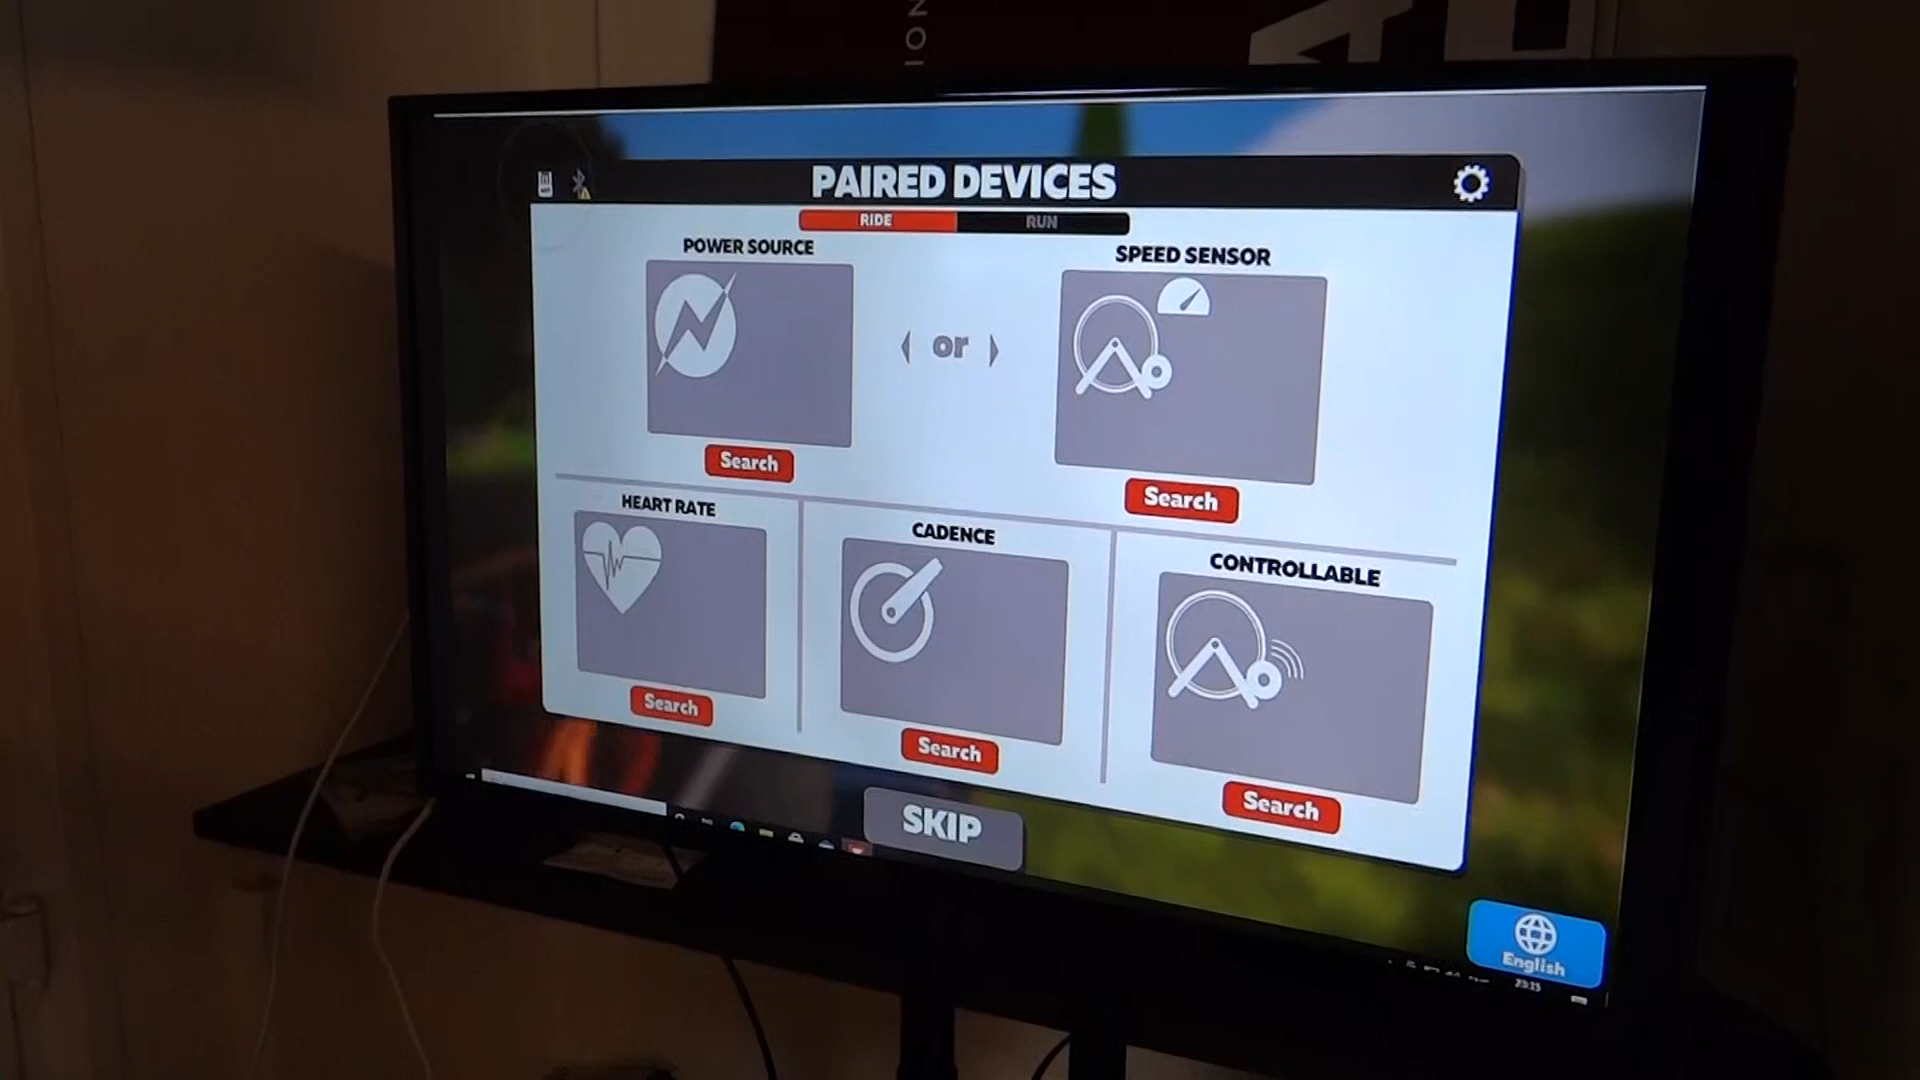 ION
PAIRED DEVICES
RIDE
RUN
POWER SOURCE
SPEED SENSOR
or
Search
Search
HEART RATE
CADENCE
CONTROLLABLE
Search
Search
Search
SKIP
English